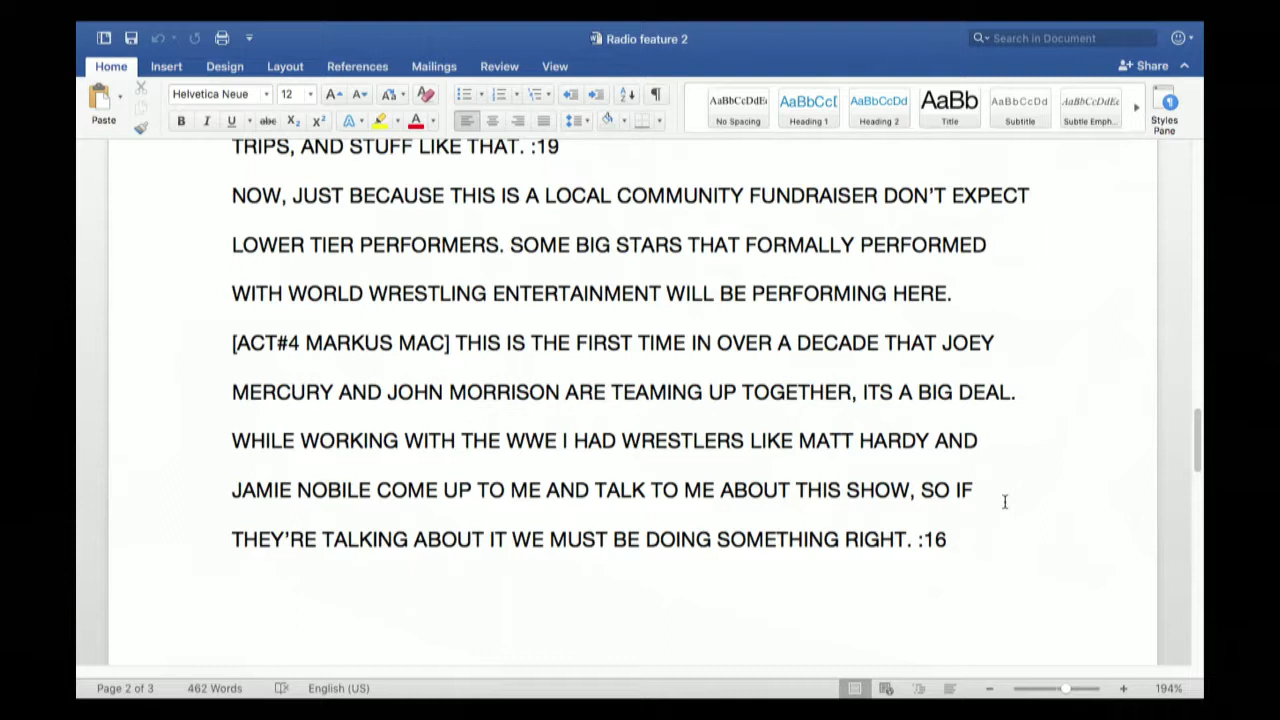 Radio feature 2
Search in Document
Home Insert Design Layout References Mailings Review View
Share
Paste
Helvetica Neue 12
AaBbCcDdEe AaBbCcD AaBbCcDd AaBb AaBbCcDd AaBbCcDdEe
No Spacing Heading 1 Heading 2 Title Subtitle Subtle Emph...
Styles Pane
TRIPS, AND STUFF LIKE THAT. :19
NOW, JUST BECAUSE THIS IS A LOCAL COMMUNITY FUNDRAISER DON'T EXPECT
LOWER TIER PERFORMERS. SOME BIG STARS THAT FORMALLY PERFORMED
WITH WORLD WRESTLING ENTERTAINMENT WILL BE PERFORMING HERE.
[ACT#4 MARKUS MAC] THIS IS THE FIRST TIME IN OVER A DECADE THAT JOEY
MERCURY AND JOHN MORRISON ARE TEAMING UP TOGETHER, ITS A BIG DEAL.
WHILE WORKING WITH THE WWE I HAD WRESTLERS LIKE MATT HARDY AND
JAMIE NOBILE COME UP TO ME AND TALK TO ME ABOUT THIS SHOW, SO IF
THEY'RE TALKING ABOUT IT WE MUST BE DOING SOMETHING RIGHT. :16
Page 2 of 3 462 Words English (US) 194%